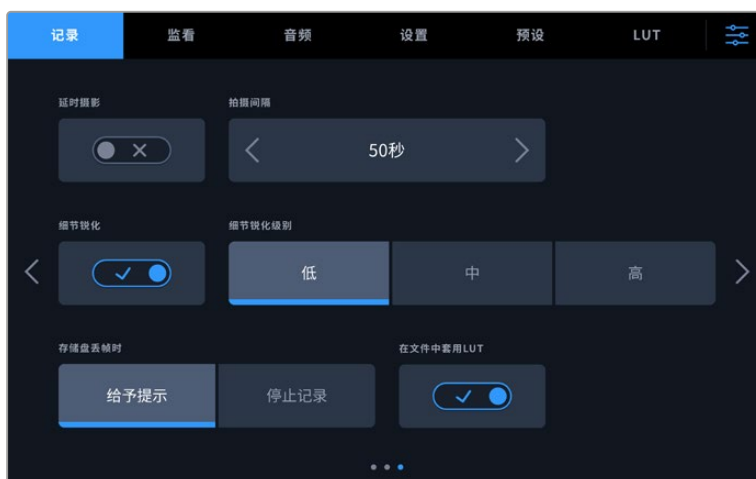 记录 监看 音频 设置 预设 LUT
延时摄影 拍摄间隔
50秒
细节锐化 细节锐化级别
低 中 高
存储盘丢帧时 在文件中套用LUT
给予提示 停止记录